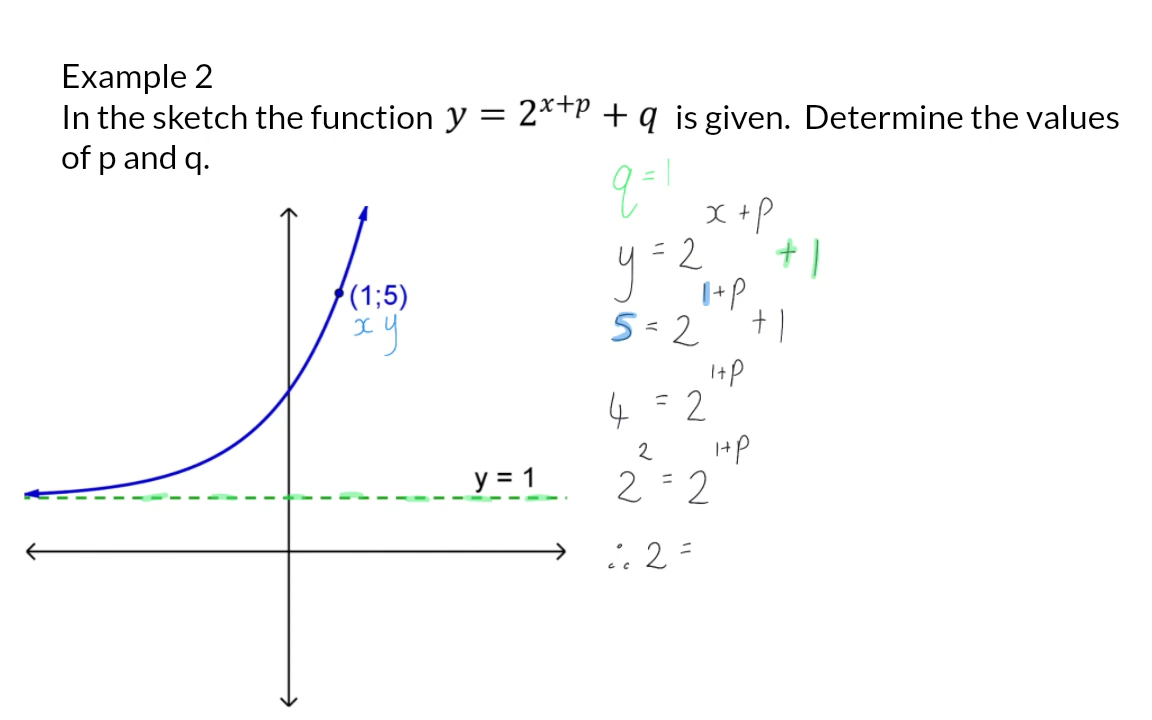 Example 2
In the sketch the function y = 2^{x+p} + q is given. Determine the values
of p and q.
q = 1
y = 2^{x+p} + 1
(1;5)
x y
5 = 2^{1+p} + 1
4 = 2^{1+p}
y = 1
2^2 = 2^{1+p}
∴ 2 =